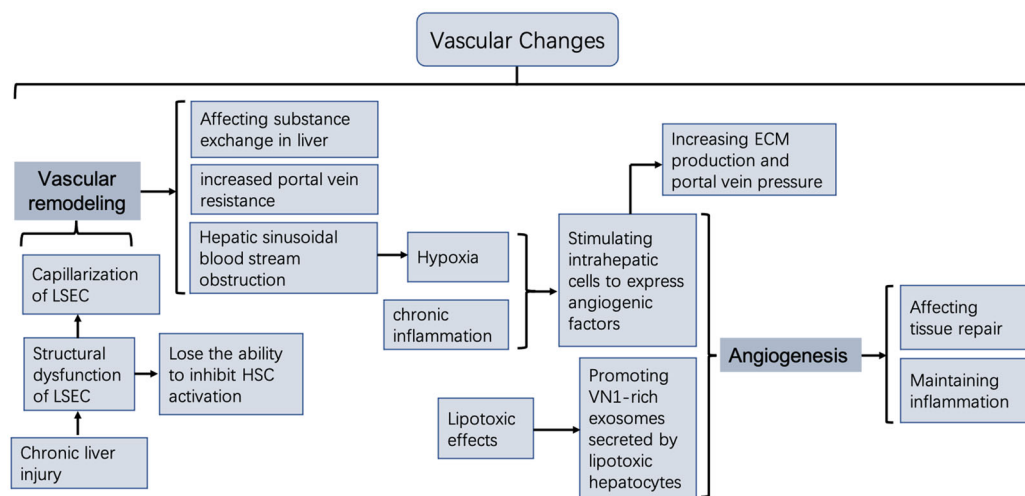 Vascular Changes
Affecting substance
exchange in liver
increased portal vein
resistance
Hepatic sinusoidal
blood stream
obstruction
Vascular
remodeling
Capillarization
of LSEC
Structural
dysfunction
of LSEC
Lose the ability
to inhibit HSC
activation
Chronic liver
injury
Hypoxia
chronic
inflammation
Lipotoxic
effects
Increasing ECM
production and
portal vein pressure
Stimulating
intrahepatic
cells to express
angiogenic
factors
Promoting
VN1-rich
exosomes
secreted by
lipotoxic
hepatocytes
Angiogenesis
Affecting
tissue repair
Maintaining
inflammation